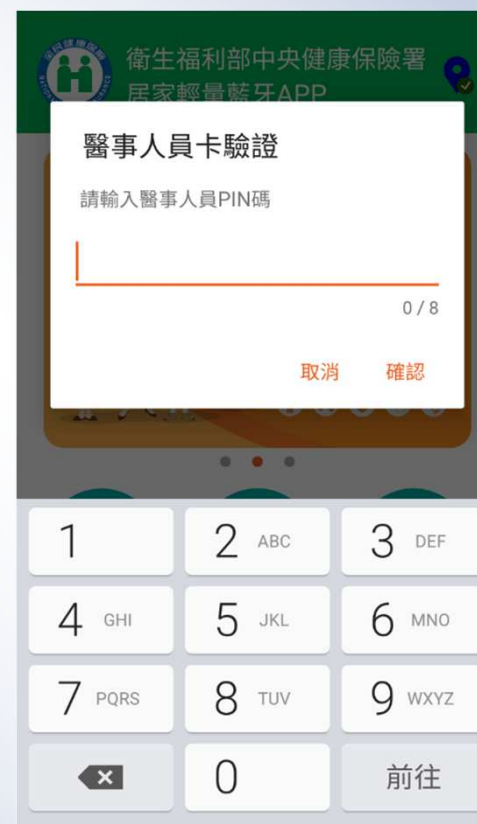 衛生福利部中央健康保險署
居家輕量藍牙APP
醫事人員卡驗證
請輸入醫事人員PIN碼
0 / 8
取消 確認
1 2 ABC 3 DEF
4 GHI 5 JKL 6 MNO
7 PQRS 8 TUV 9 WXYZ
0 前往